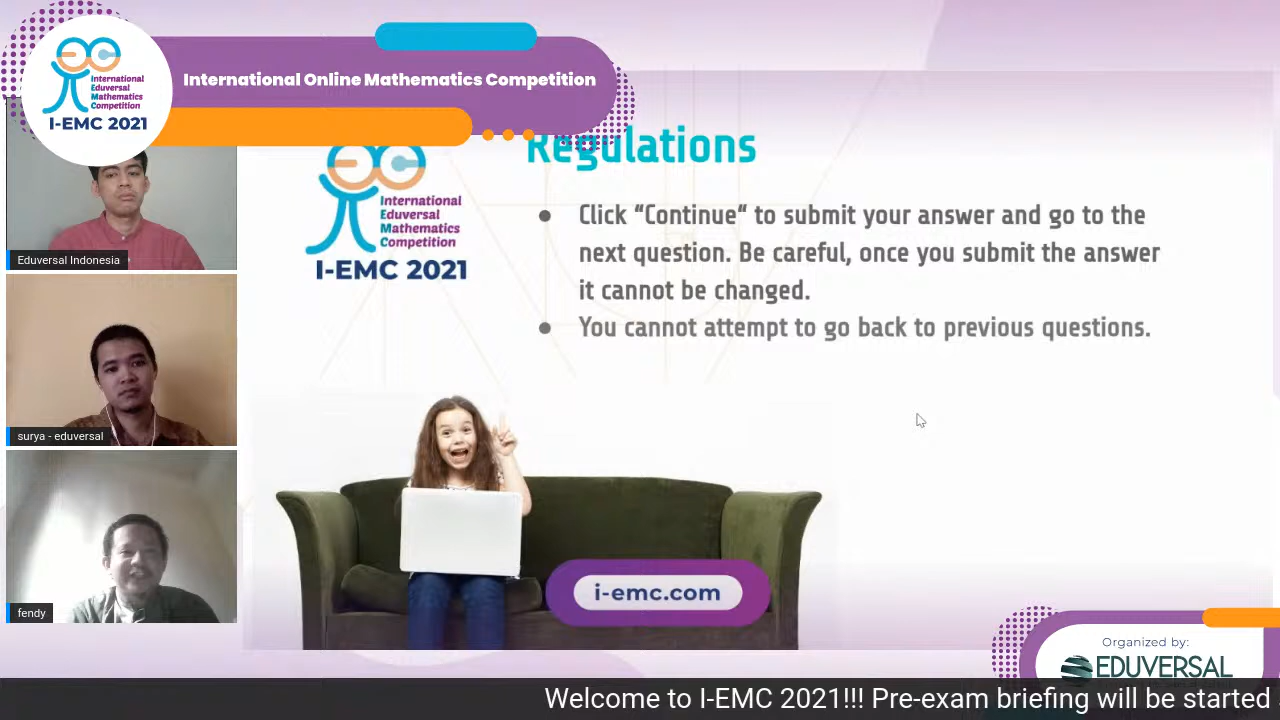 International Online Mathematics Competition
International
Eduversal
Mathematics
Competition
I-EMC 2021
Regulations
International
Eduversal
Mathematics
Competition
I-EMC 2021
Click “Continue“ to submit your answer and go to the
next question. Be careful, once you submit the answer
it cannot be changed.
You cannot attempt to go back to previous questions.
Eduversal Indonesia
surya - eduversal
fendy
i-emc.com
Organized by:
EDUVERSAL
Welcome to I-EMC 2021!!! Pre-exam briefing will be started